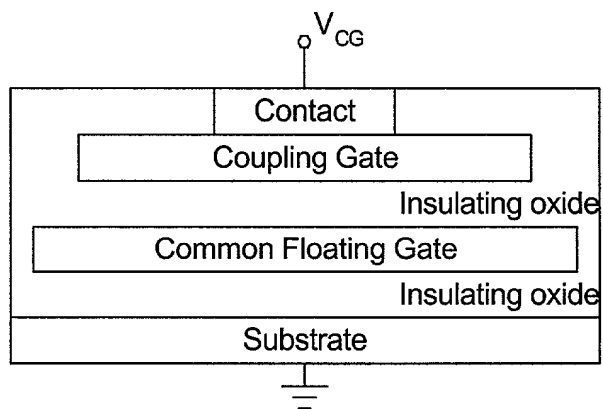 V_CG
Contact
Coupling Gate
Insulating oxide
Common Floating Gate
Insulating oxide
Substrate